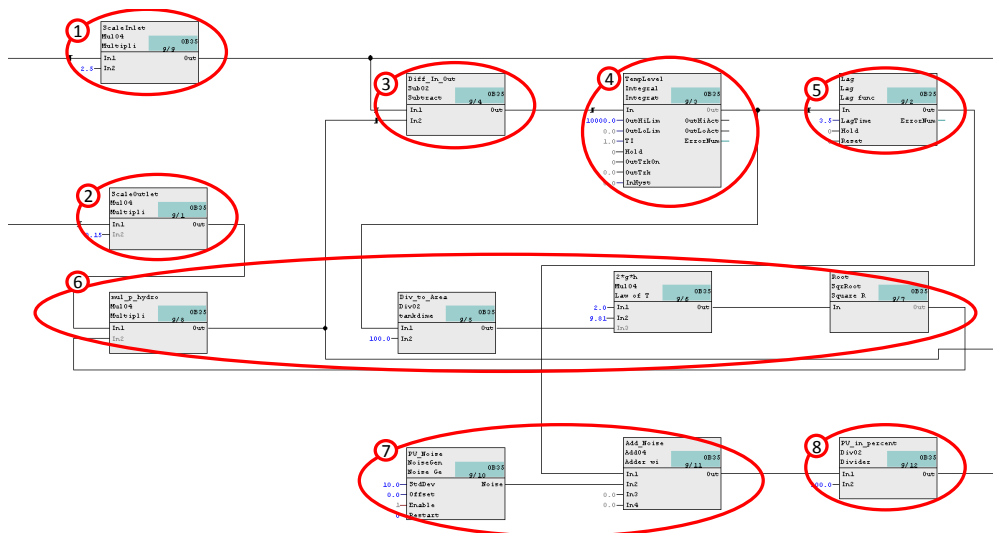 1
ScaleInlet
Mul04
Multipli
OB35
9/9
In1 Out
2.5 In2
3
Diff_In_Out
Sub02
Subtract
OB35
9/4
In1 Out
In2
4
TempLevel
Integral
Integrat
OB35
9/3
In Out
10000.0 OutHiLim OutHiAct
0.0 OutLoLim OutLoAct
1.0 TI ErrorNum
0 Hold
0 OutTrkOn
0.0 OutTrk
InHyst
5
Lag
Lag
Lag func
OB35
9/2
In Out
3.5 LagTime ErrorNum
0 Hold
Reset
2
ScaleOutlet
Mul04
Multipli
OB35
9/1
In1 Out
In2
6
mul_p_hydro
Mul04
Multipli
OB35
9/8
In1 Out
In2
Div_to_Area
Div02
tankdime
OB35
9/5
In1 Out
100.0 In2
2*g*h
Mul04
Law of T
OB35
9/6
In1 Out
2.0
9.81 In2
In3
Root
SqrRoot
Square R
OB35
9/7
In Out
7
PV_Noise
NoiseGen
Noise Ge
OB35
9/10
10.0 StdDev Noise
0.0 Offset
1 Enable
Restart
Add_Noise
Add04
Adder wi
OB35
9/11
In1 Out
In2
0.0 In3
0.0 In4
8
PV_in_percent
Div02
Divider
OB35
9/12
In1 Out
In2